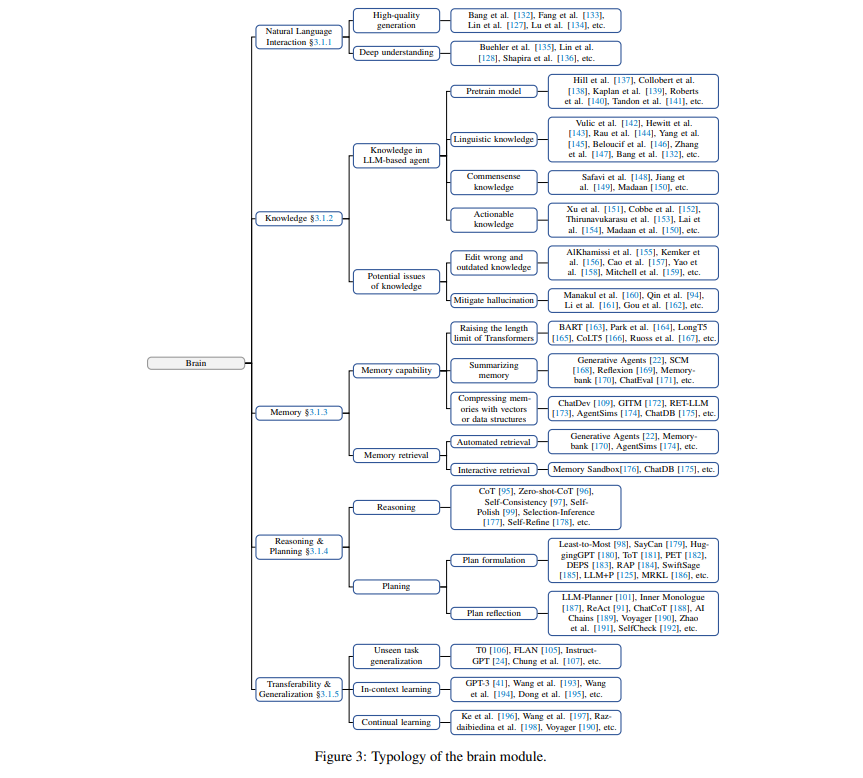 High-quality
generation
Bang et al. [132], Fang et al. [133],
Lin et al. [127], Lu et al. [134], etc.
Natural Language
Interaction §3.1.1
Deep understanding
Buehler et al. [135], Lin et al.
[128], Shapira et al. [136], etc.
Pretrain model
Hill et al. [137], Collobert et al.
[138], Kaplan et al. [139], Roberts
et al. [140], Tandon et al. [141], etc.
Knowledge in
LLM-based agent
Linguistic knowledge
Vulic et al. [142], Hewitt et al.
[143], Rau et al. [144], Yang et al.
[145], Beloucif et al. [146], Zhang
et al. [147], Bang et al. [132], etc.
Commensense
knowledge
Safavi et al. [148], Jiang et
al. [149], Madaan [150], etc.
Actionable
knowledge
Xu et al. [151], Cobbe et al. [152],
Thirunavukarasu et al. [153], Lai et
al. [154], Madaan et al. [150], etc.
Knowledge §3.1.2
Potential issues
of knowledge
Edit wrong and
outdated knowledge
AlKhamissi et al. [155], Kemker et
al. [156], Cao et al. [157], Yao et
al. [158], Mitchell et al. [159], etc.
Mitigate hallucination
Manakul et al. [160], Qin et al. [94],
Li et al. [161], Gou et al. [162], etc.
Brain
Raising the length
limit of Transformers
BART [163], Park et al. [164], LongT5
[165], CoLT5 [166], Ruoss et al. [167], etc.
Memory capability
Summarizing
memory
Generative Agents [22], SCM
[168], Reflexion [169], Memory-
bank [170], ChatEval [171], etc.
Compressing mem-
ories with vectors
or data structures
ChatDev [109], GITM [172], RET-LLM
[173], AgentSims [174], ChatDB [175], etc.
Memory §3.1.3
Memory retrieval
Automated retrieval
Generative Agents [22], Memory-
bank [170], AgentSims [174], etc.
Interactive retrieval
Memory Sandbox[176], ChatDB [175], etc.
Reasoning
CoT [95], Zero-shot-CoT [96],
Self-Consistency [97], Self-
Polish [99], Selection-Inference
[177], Self-Refine [178], etc.
Reasoning &
Planning §3.1.4
Planing
Plan formulation
Least-to-Most [98], SayCan [179], Hug-
gingGPT [180], ToT [181], PET [182],
DEPS [183], RAP [184], SwiftSage
[185], LLM+P [125], MRKL [186], etc.
Plan reflection
LLM-Planner [101], Inner Monologue
[187], ReAct [91], ChatCoT [188], AI
Chains [189], Voyager [190], Zhao
et al. [191], SelfCheck [192], etc.
Unseen task
generalization
T0 [106], FLAN [105], Instruct-
GPT [24], Chung et al. [107], etc.
Transferability &
Generalization §3.1.5
In-context learning
GPT-3 [41], Wang et al. [193], Wang
et al. [194], Dong et al. [195], etc.
Continual learning
Ke et al. [196], Wang et al. [197], Raz-
daibiedina et al. [198], Voyager [190], etc.
Figure 3: Typology of the brain module.